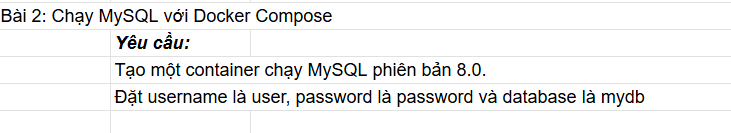 Bài 2: Chạy MySQL với Docker Compose
Yêu cầu:
Tạo một container chạy MySQL phiên bản 8.0.
Đặt username là user, password là password và database là mydb